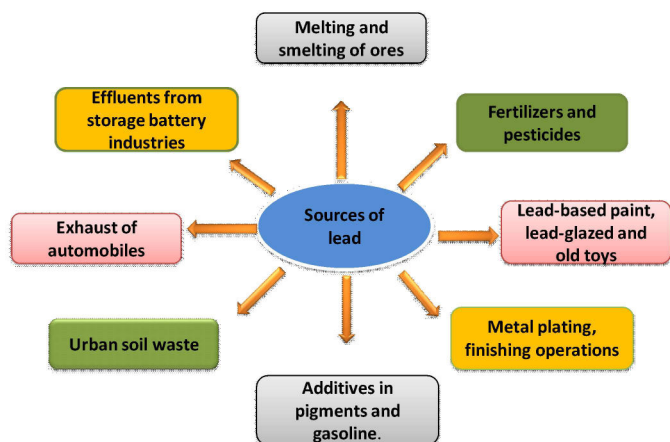 Melting and
smelting of ores
Effluents from
storage battery
industries
Fertilizers and
pesticides
Sources of
lead
Exhaust of
automobiles
Lead-based paint,
lead-glazed and
old toys
Urban soil waste
Metal plating,
finishing operations
Additives in
pigments and
gasoline.